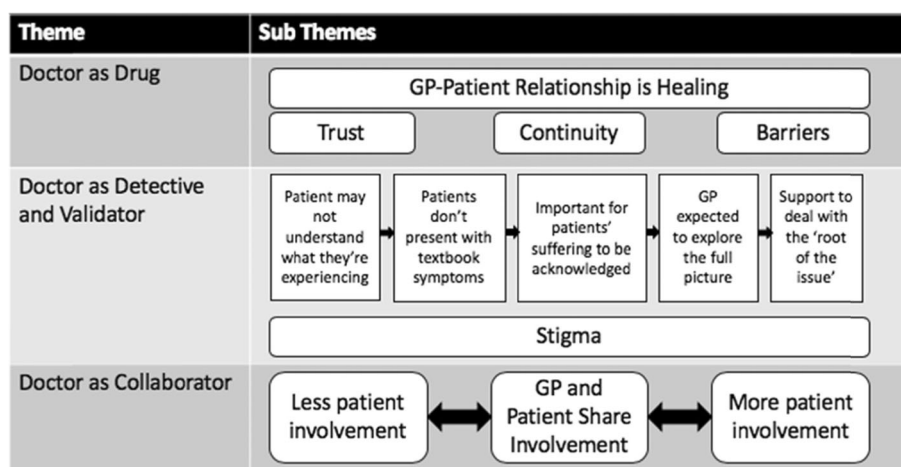 Theme
Sub Themes
Doctor as Drug
GP-Patient Relationship is Healing
Trust
Continuity
Barriers
Doctor as Detective
and Validator
Patient may
not
understand
what they're
experiencing
Patients
don't
present with
textbook
symptoms
Important for
patients'
suffering to be
acknowledged
GP
expected
to explore
the full
picture
Support to
deal with
the 'root
of the
issue'
Stigma
Doctor as Collaborator
Less patient
involvement
GP and
Patient Share
Involvement
More patient
involvement